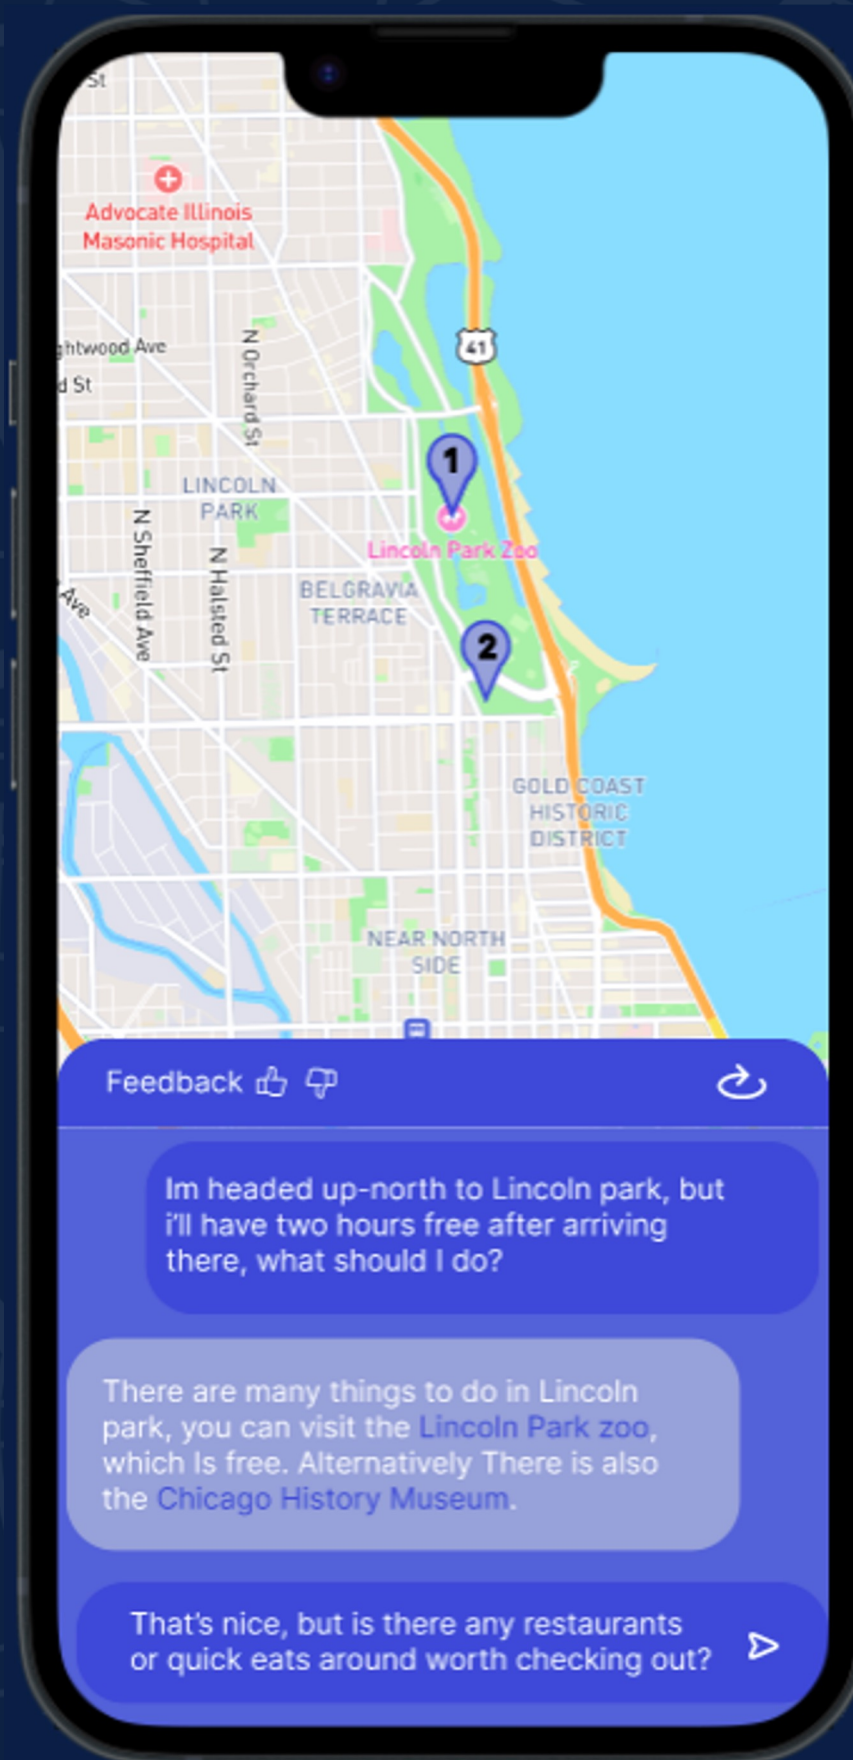 St
Advocate Illinois
Masonic Hospital
ghtwood Ave
d St
N Orchard St
41
1
LINCOLN
PARK
Lincoln Park Zoo
N Sheffield Ave
N Halsted St
Ave
BELGRAVIA
TERRACE
2
GOLD COAST
HISTORIC
DISTRICT
NEAR NORTH
SIDE
Feedback
Im headed up-north to Lincoln park, but
i'll have two hours free after arriving
there, what should I do?
There are many things to do in Lincoln
park, you can visit the Lincoln Park zoo,
which Is free. Alternatively There is also
the Chicago History Museum.
That's nice, but is there any restaurants
or quick eats around worth checking out?